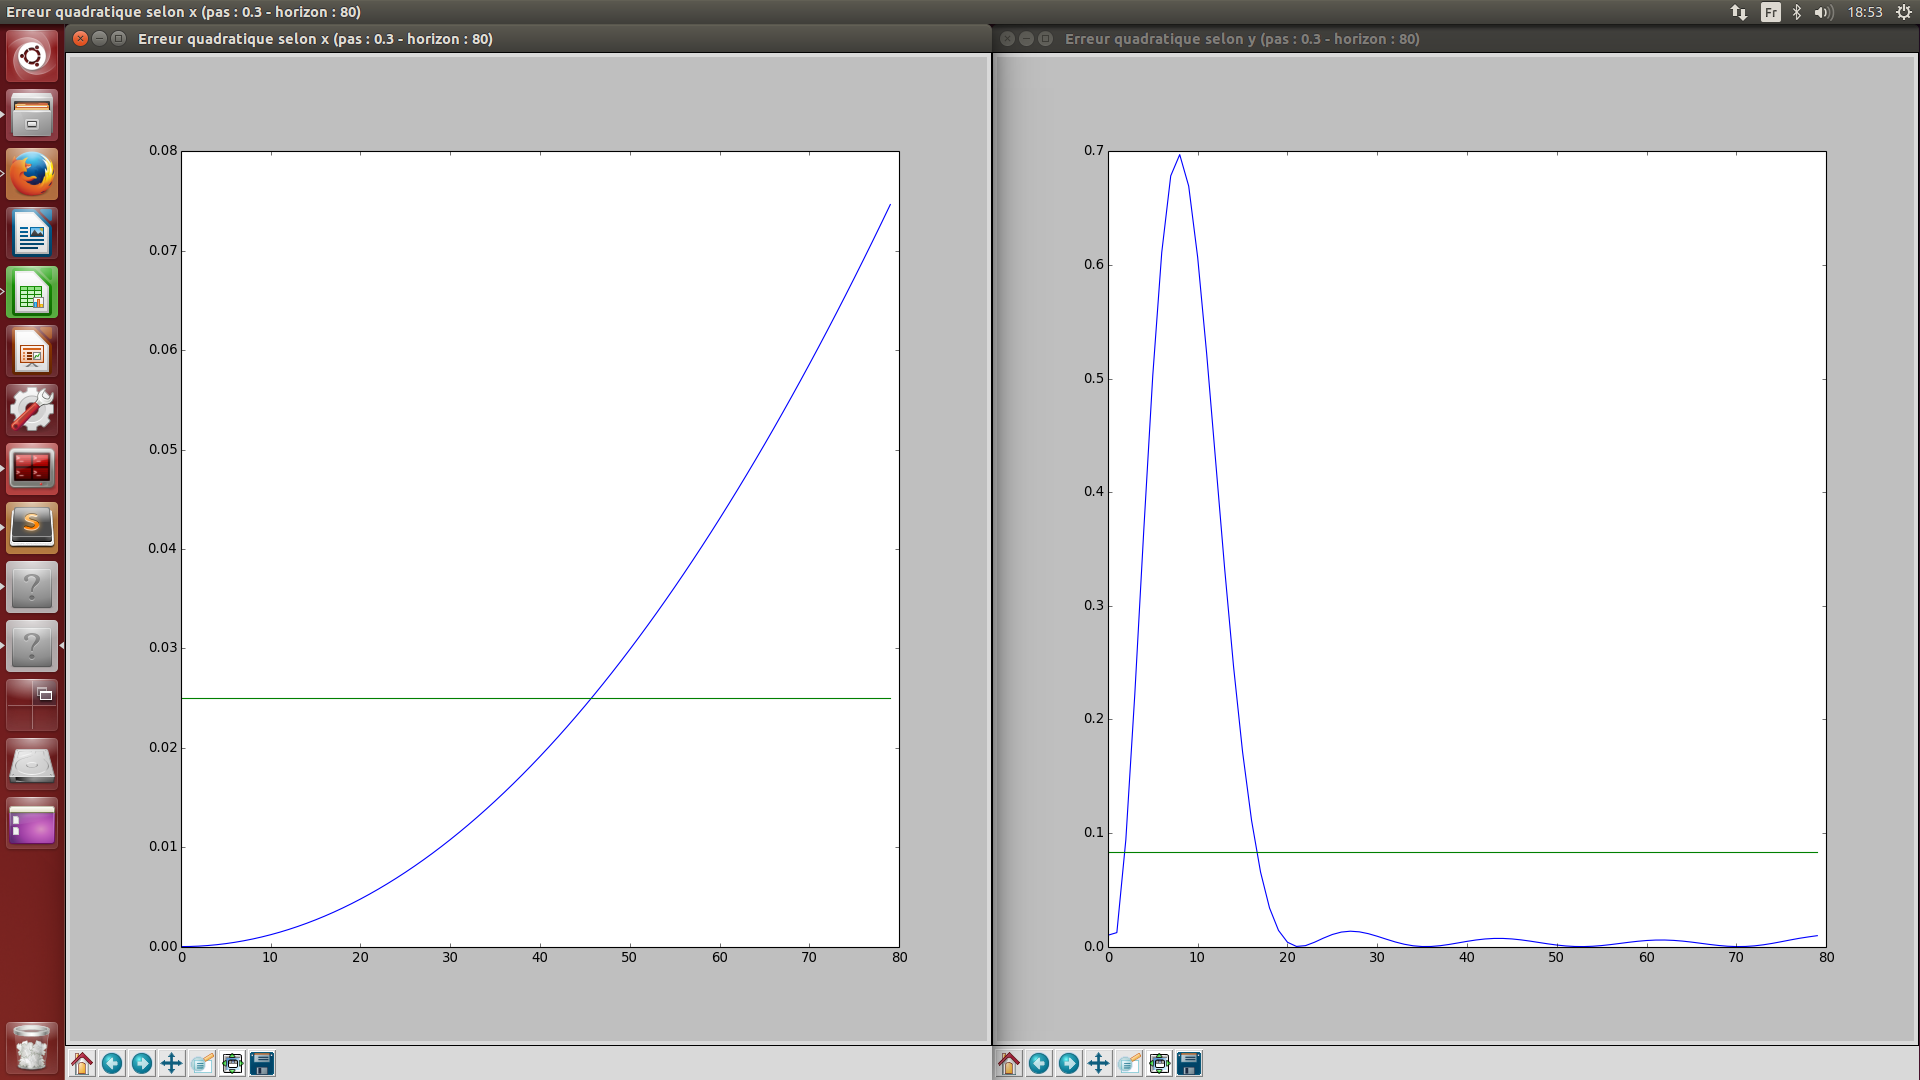 Erreur quadratique selon x (pas : 0.3 - horizon : 80)
Fr
18:53
Erreur quadratique selon x (pas : 0.3 - horizon : 80)
Erreur quadratique selon y (pas : 0.3 - horizon : 80)
0.08
0.07
0.06
0.05
0.04
0.03
0.02
0.01
0.00
0 10 20 30 40 50 60 70 80
0.7
0.6
0.5
0.4
0.3
0.2
0.1
0.0
0 10 20 30 40 50 60 70 80
S
?
?